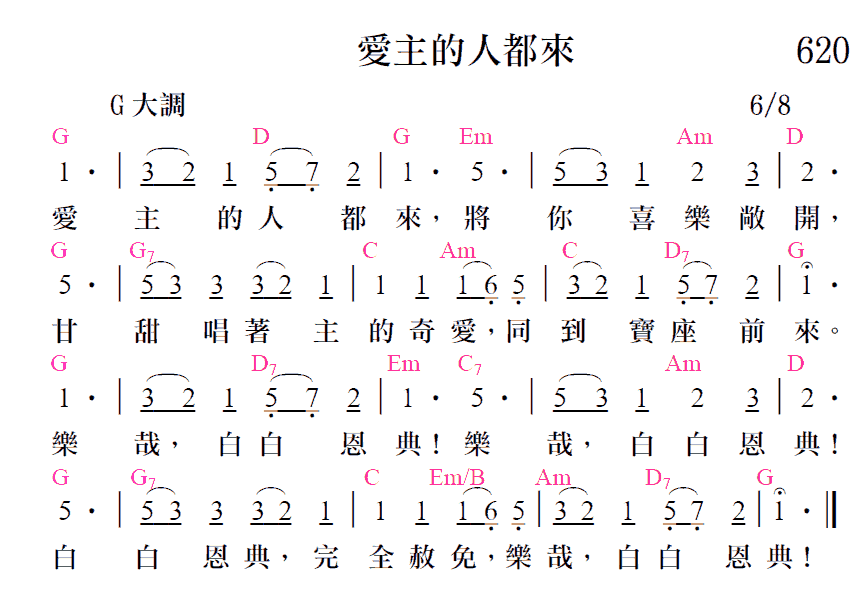 愛主的人都來 620
G 大調 6/8
G D G Em Am D
1 · | 3 2 1 5 7 2 | 1 · 5 · | 5 3 1 2 3 | 2 ·
愛 主 的 人 都 來，將 你 喜 樂 敞 開，
G G7 C Am C D7 G
5 · | 5 3 3 3 2 1 | 1 1 1 6 5 | 3 2 1 5 7 2 | 1 ·
甘 甜 唱 著 主 的 奇 愛，同 到 寶 座 前 來。
G D7 Em C7 Am D
1 · | 3 2 1 5 7 2 | 1 · 5 · | 5 3 1 2 3 | 2 ·
樂 哉，白 白 恩 典！樂 哉，白 白 恩 典！
G G7 C Em/B Am D7 G
5 · | 5 3 3 3 2 1 | 1 1 1 6 5 | 3 2 1 5 7 2 | 1 · ||
白 白 恩 典，完 全 赦 免，樂 哉，白 白 恩 典！